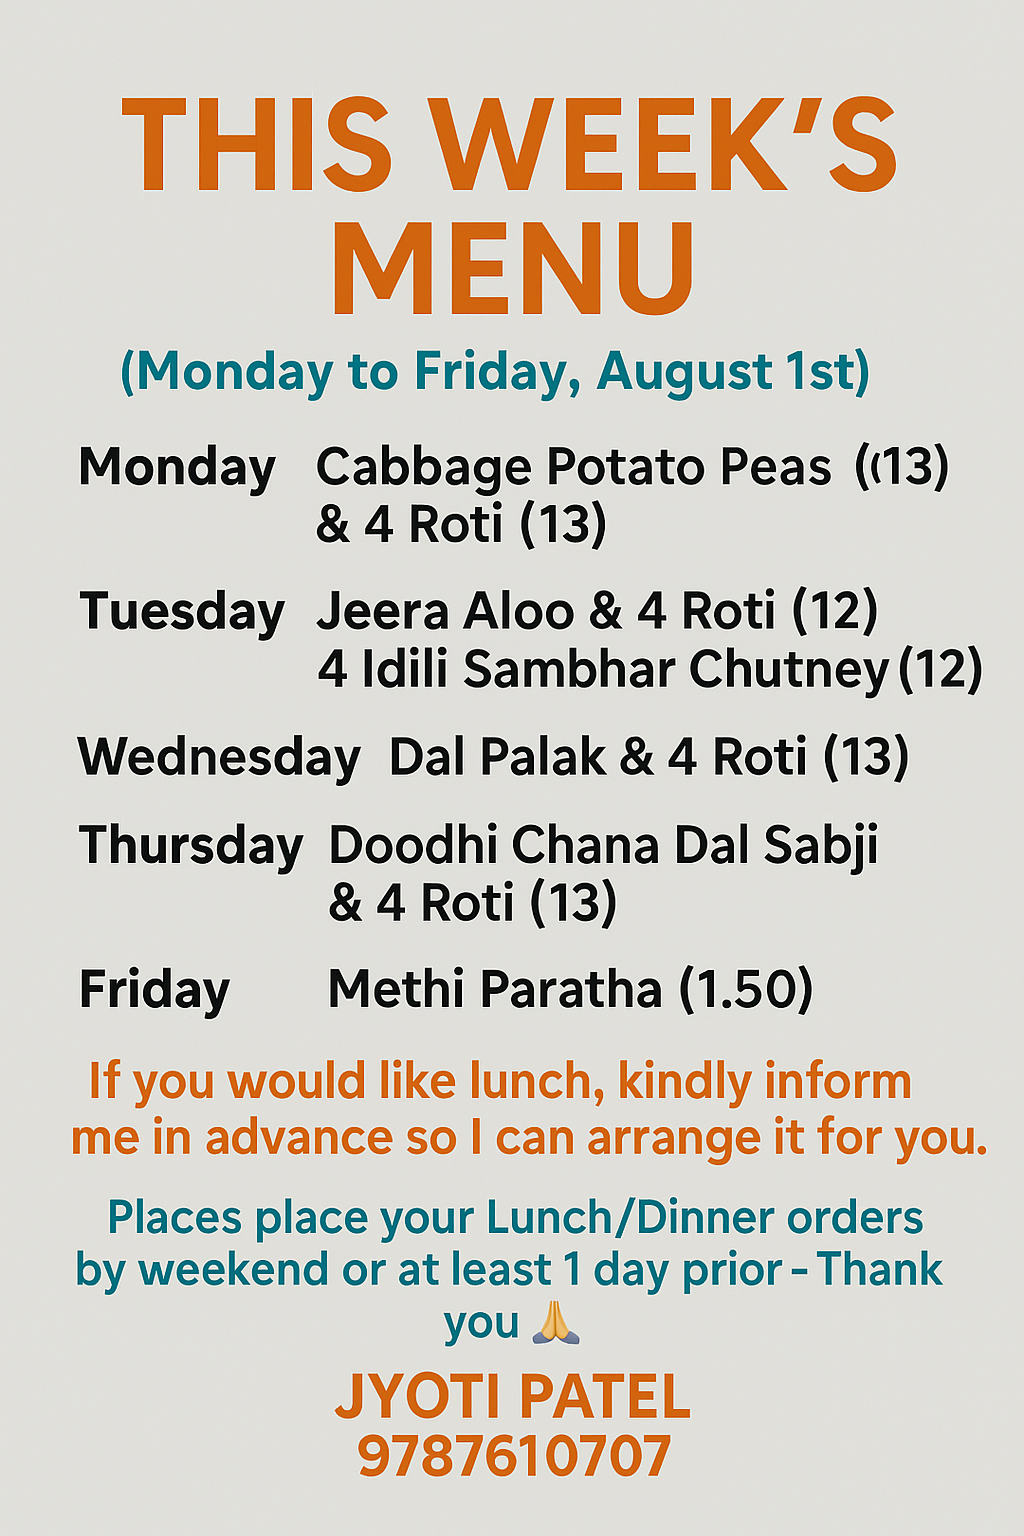 THIS WEEK’S
MENU
(Monday to Friday, August 1st)
Monday Cabbage Potato Peas ((13)
& 4 Roti (13)
Tuesday Jeera Aloo & 4 Roti (12)
4 Idili Sambhar Chutney (12)
Wednesday Dal Palak & 4 Roti (13)
Thursday Doodhi Chana Dal Sabji
& 4 Roti (13)
Friday Methi Paratha (1.50)
If you would like lunch, kindly inform
me in advance so I can arrange it for you.
Places place your Lunch/Dinner orders
by weekend or at least 1 day prior - Thank
you 🙏
JYOTI PATEL
9787610707